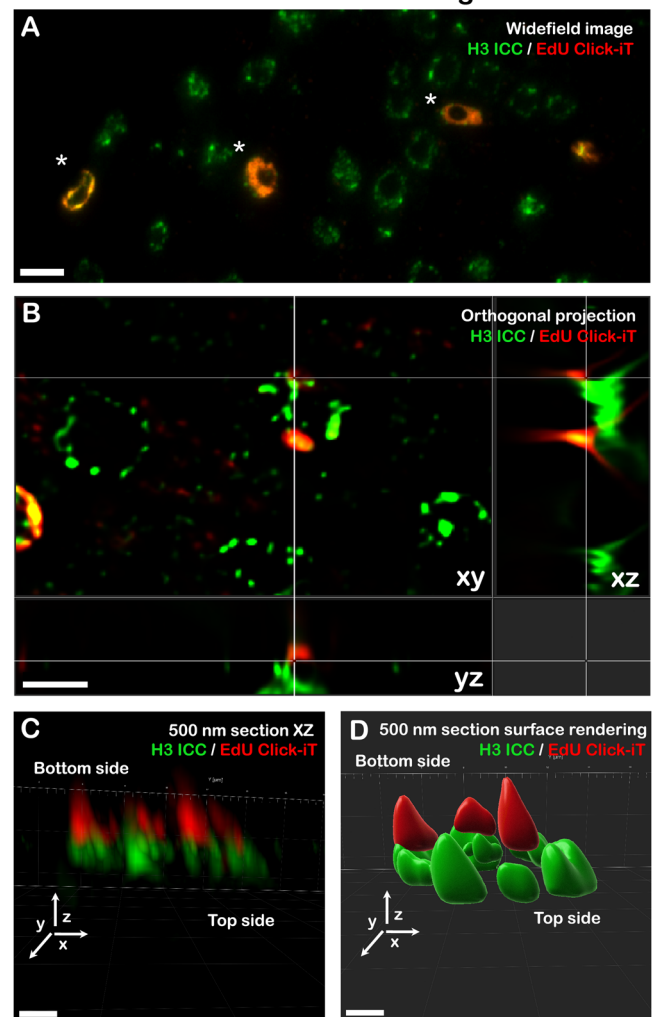 A
Widefield image
H3 ICC / EdU Click-iT
*
*
*
B
Orthogonal projection
H3 ICC / EdU Click-iT
xy
xz
yz
C
500 nm section XZ
H3 ICC / EdU Click-iT
Bottom side
Top side
y
z
x
D
500 nm section surface rendering
H3 ICC / EdU Click-iT
Bottom side
Top side
y
z
x